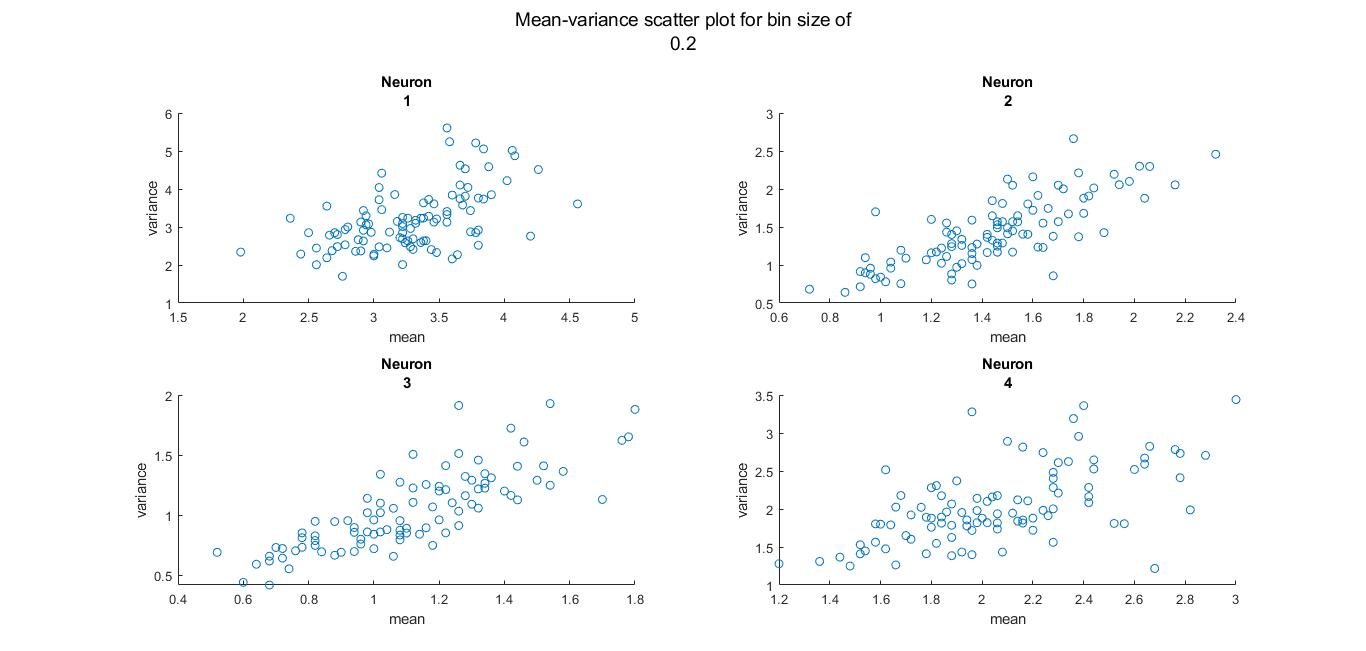 Mean-variance scatter plot for bin size of
0.2
Neuron
1
6
5
4
3
2
1
variance
1.5 2 2.5 3 3.5 4 4.5 5
mean
Neuron
2
3
2.5
2
1.5
1
0.5
variance
0.6 0.8 1 1.2 1.4 1.6 1.8 2 2.2 2.4
mean
Neuron
3
2
1.5
1
0.5
variance
0.4 0.6 0.8 1 1.2 1.4 1.6 1.8
mean
Neuron
4
3.5
3
2.5
2
1.5
1
variance
1.2 1.4 1.6 1.8 2 2.2 2.4 2.6 2.8 3
mean